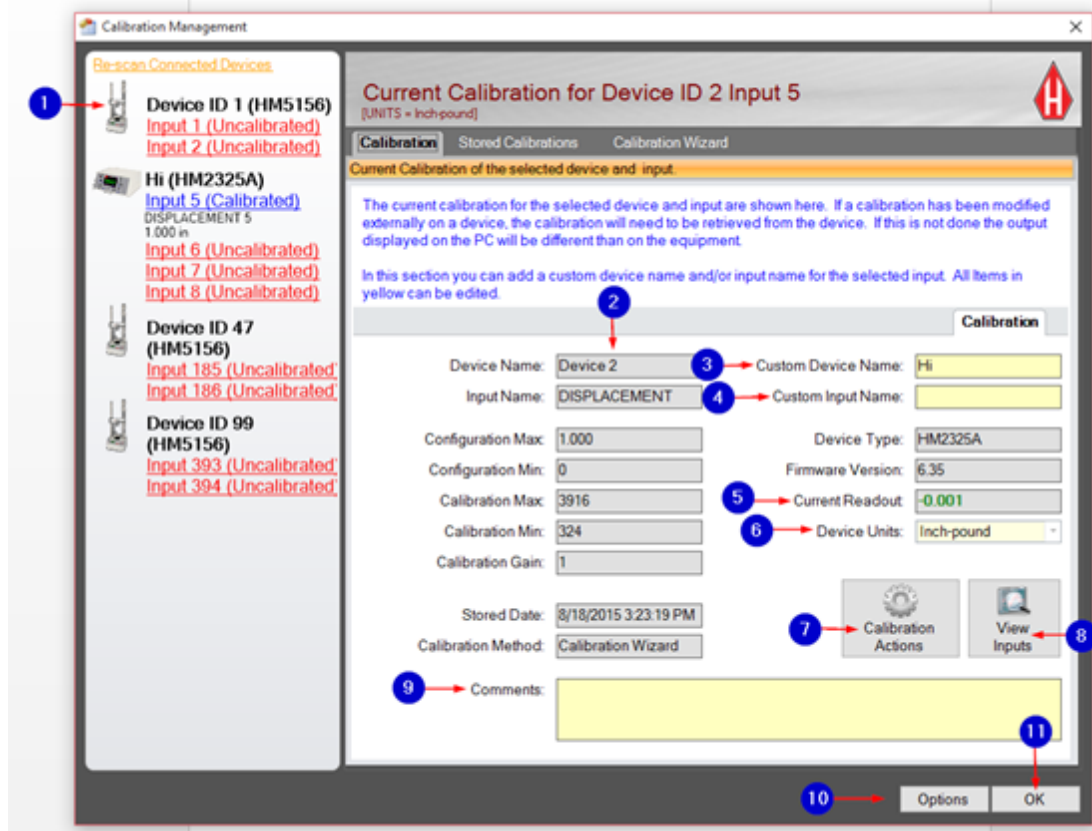 Calibration Management
Re-scan Connected Devices
1
Device ID 1 (HM5156)
Input 1 (Uncalibrated)
Input 2 (Uncalibrated)
Hi (HM2325A)
Input 5 (Calibrated)
DISPLACEMENT 5
1.000 in
Input 6 (Uncalibrated)
Input 7 (Uncalibrated)
Input 8 (Uncalibrated)
Device ID 47
(HM5156)
Input 185 (Uncalibrated
Input 186 (Uncalibrated
Device ID 99
(HM5156)
Input 393 (Uncalibrated
Input 394 (Uncalibrated
Current Calibration for Device ID 2 Input 5
[UNITS = Inch-pound]
H
Calibration Stored Calibrations Calibration Wizard
Current Calibration of the selected device and input.
The current calibration for the selected device and input are shown here. If a calibration has been modified
externally on a device, the calibration will need to be retrieved from the device. If this is not done the output
displayed on the PC will be different than on the equipment.
In this section you can add a custom device name and/or input name for the selected input. All Items in
yellow can be edited.
2
Calibration
Device Name: Device 2 3 Custom Device Name: Hi
Input Name: DISPLACEMENT 4 Custom Input Name:
Configuration Max: 1.000 Device Type: HM2325A
Configuration Min: 0 Firmware Version: 6.35
Calibration Max: 3916 5 Current Readout: -0.001
Calibration Min: 324 6 Device Units: Inch-pound
Calibration Gain: 1
Stored Date: 8/18/2015 3:23:19 PM
Calibration Method: Calibration Wizard
7 Calibration
Actions
View
Inputs 8
9 Comments:
11
10 Options OK